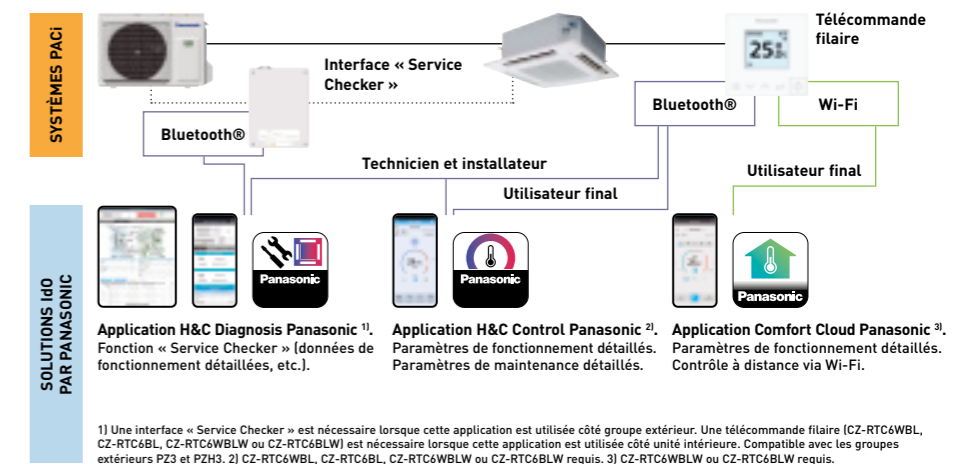 SYSTÈMES PACi
Télécommande
filaire
Interface « Service
Checker »
Bluetooth®
Bluetooth®
Wi-Fi
Technicien et installateur
Utilisateur final
Utilisateur final
SOLUTIONS IdO
PAR PANASONIC
Panasonic
Panasonic
Panasonic
Application H&C Diagnosis Panasonic 1).
Fonction « Service Checker » (données de
fonctionnement détaillées, etc.).
Application H&C Control Panasonic 2).
Paramètres de fonctionnement détaillés.
Paramètres de maintenance détaillés.
Application Comfort Cloud Panasonic 3).
Paramètres de fonctionnement détaillés.
Contrôle à distance via Wi-Fi.
1) Une interface « Service Checker » est nécessaire lorsque cette application est utilisée côté groupe extérieur. Une télécommande filaire (CZ-RTC6WBL,
CZ-RTC6BL, CZ-RTC6WBLW ou CZ-RTC6BLW) est nécessaire lorsque cette application est utilisée côté unité intérieure. Compatible avec les groupes
extérieurs PZ3 et PZH3. 2) CZ-RTC6WBL, CZ-RTC6BL, CZ-RTC6WBLW ou CZ-RTC6BLW requis. 3) CZ-RTC6WBLW ou CZ-RTC6BLW requis.